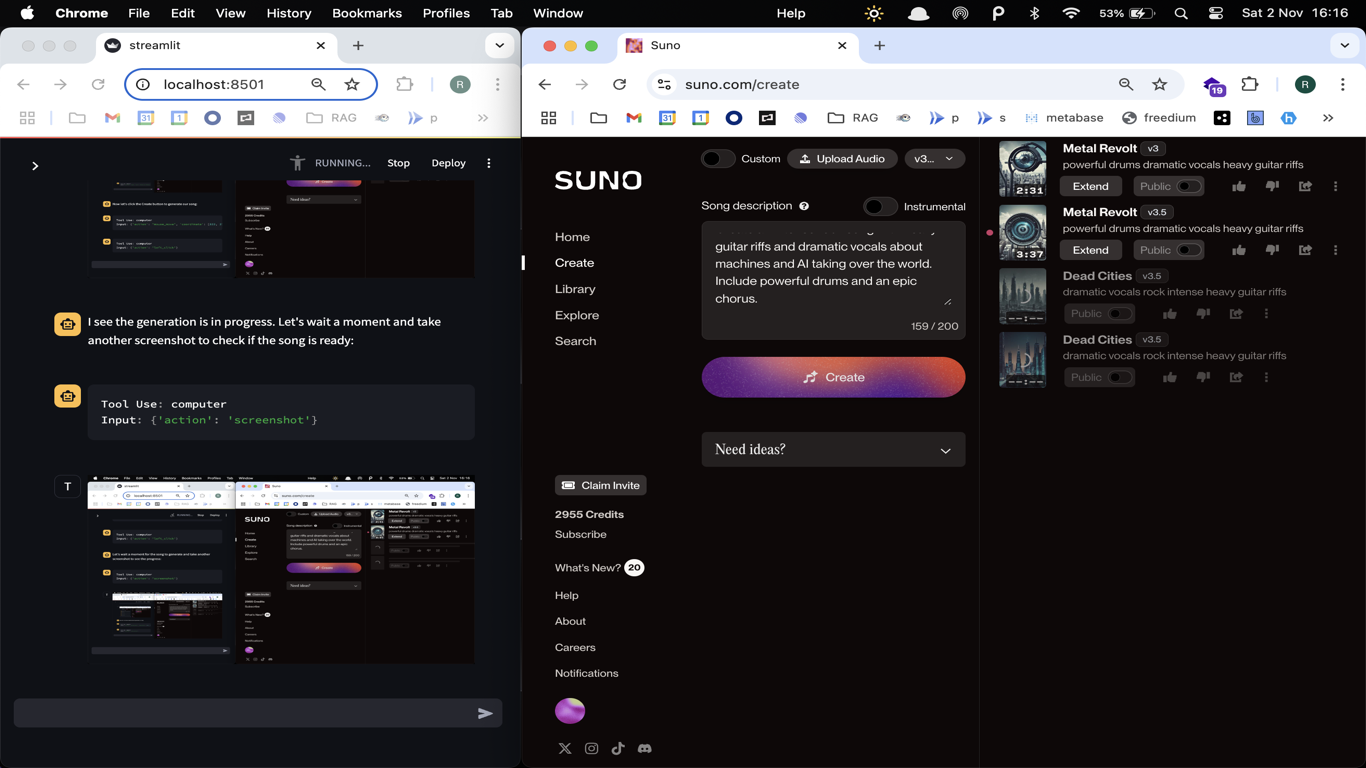 Chrome File Edit View History Bookmarks Profiles Tab Window Help 53% Sat 2 Nov 16:16
streamlit
localhost:8501
R
RAG
p
RUNNING...
Stop
Deploy
I see the generation is in progress. Let's wait a moment and take
another screenshot to check if the song is ready:
Tool Use: computer
Input: {'action': 'screenshot'}
T
Suno
suno.com/create
19
R
31
1
RAG
p
s
metabase
freedium
SUNO
Home
Create
Library
Explore
Search
Claim Invite
2955 Credits
Subscribe
What's New? 20
Help
About
Careers
Notifications
Custom
Upload Audio
v3...
Song description
Instrumental
guitar riffs and dramatic vocals about
machines and AI taking over the world.
Include powerful drums and an epic
chorus.
159 / 200
Create
Need ideas?
Metal Revolt v3
powerful drums dramatic vocals heavy guitar riffs
2:31
Extend
Public
Metal Revolt v3.5
powerful drums dramatic vocals heavy guitar riffs
3:37
Extend
Public
Dead Cities v3.5
dramatic vocals rock intense heavy guitar riffs
Public
Dead Cities v3.5
dramatic vocals rock intense heavy guitar riffs
Public